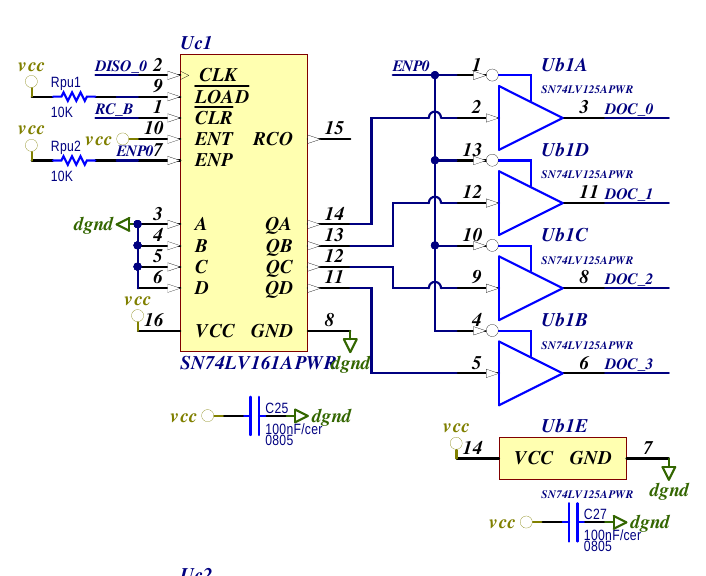 Uc1
vcc
Rpu1
10K
DISO_0 2
CLK
9
LOAD
RC_B 1
CLR
vcc 10
ENT RCO 15
vcc
Rpu2
10K
ENP0 7
ENP
dgnd 3 A QA 14
4 B QB 13
5 C QC 12
6 D QD 11
vcc
16 VCC GND 8
dgnd
SN74LV161APWR
vcc C25 dgnd
100nF/cer
0805
ENP0 1 Ub1A
SN74LV125APWR
2 3 DOC_0
13 Ub1D
SN74LV125APWR
12 11 DOC_1
10 Ub1C
SN74LV125APWR
9 8 DOC_2
4 Ub1B
SN74LV125APWR
5 6 DOC_3
Ub1E
vcc
14 VCC GND 7
dgnd
SN74LV125APWR
vcc C27 dgnd
100nF/cer
0805
Uc2